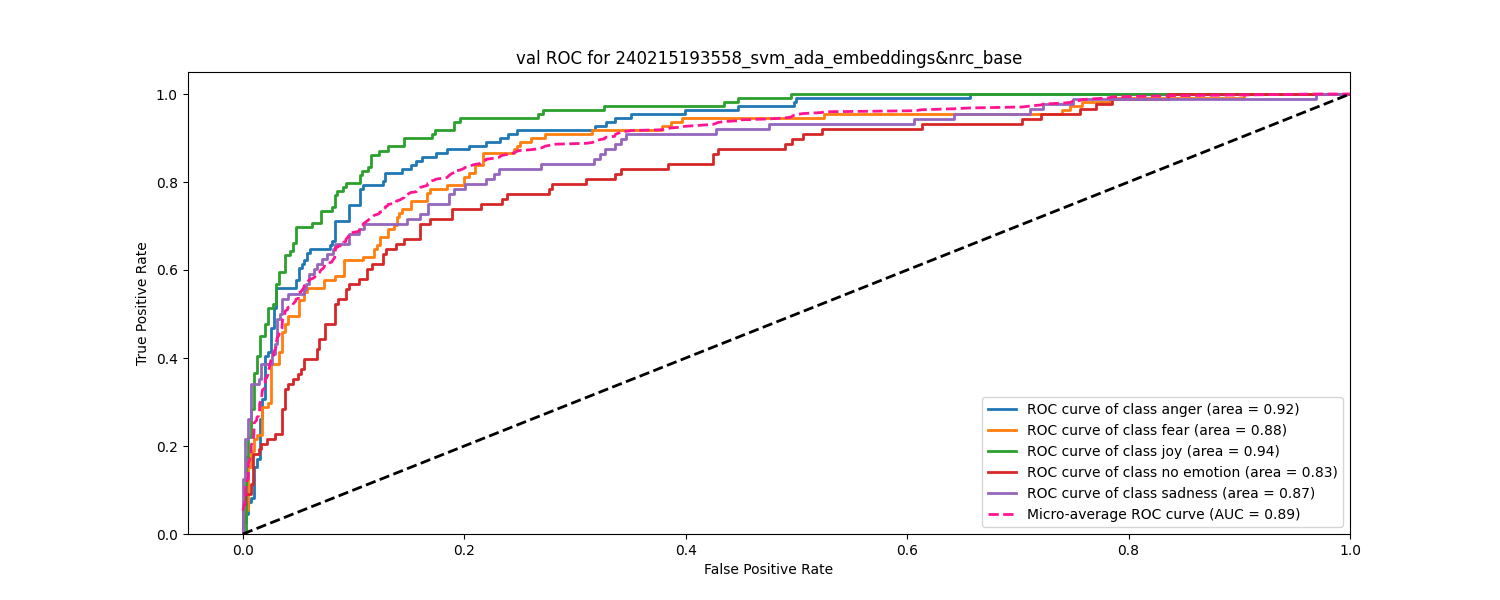 val ROC for 240215193558_svm_ada_embeddings&nrc_base
True Positive Rate
1.0
0.8
0.6
0.4
0.2
0.0
ROC curve of class anger (area = 0.92)
ROC curve of class fear (area = 0.88)
ROC curve of class joy (area = 0.94)
ROC curve of class no emotion (area = 0.83)
ROC curve of class sadness (area = 0.87)
Micro-average ROC curve (AUC = 0.89)
0.0 0.2 0.4 0.6 0.8 1.0
False Positive Rate